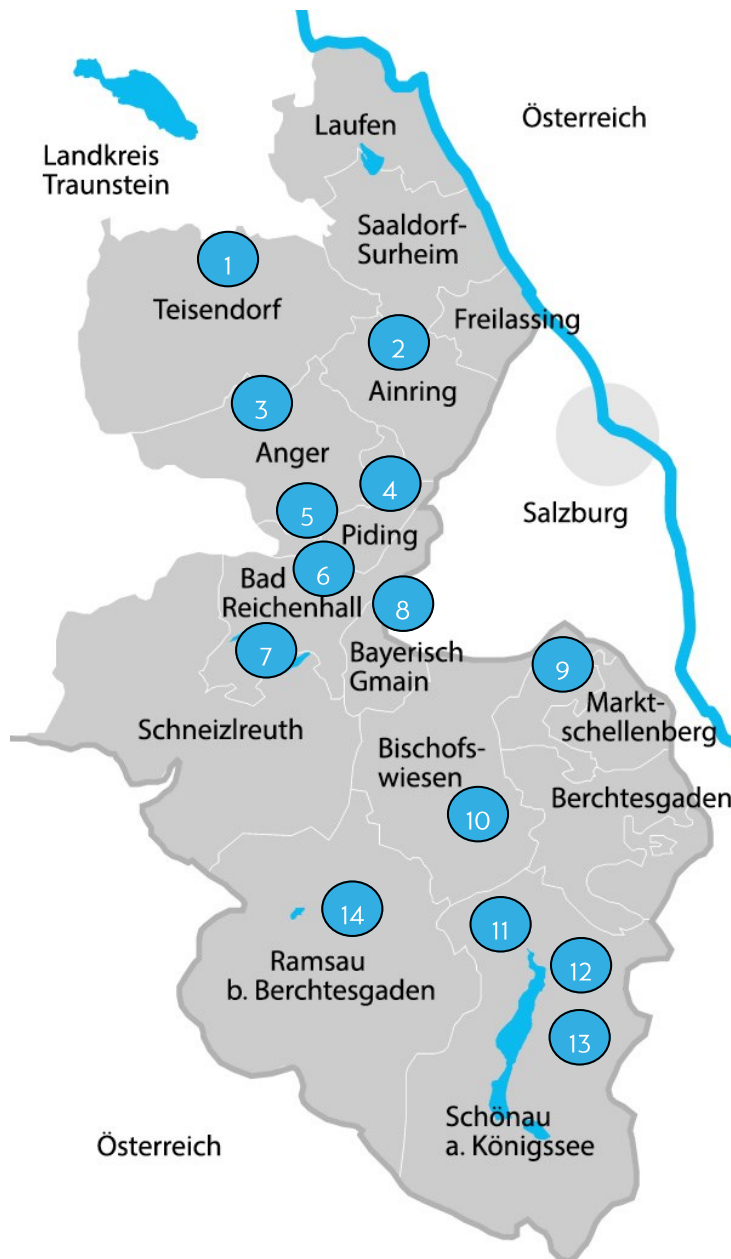 Laufen
Österreich
Landkreis
Traunstein
Saaldorf-
Surheim
1
Teisendorf
Freilassing
2
Ainring
3
Anger
4
5
Salzburg
Piding
6
Bad
Reichenhall
8
7
Bayerisch
Gmain
9
Markt-
schellenberg
Schneizlreuth
Bischofs-
wiesen
Berchtesgaden
10
14
11
Ramsau
b. Berchtesgaden
12
13
Schönau
a. Königssee
Österreich